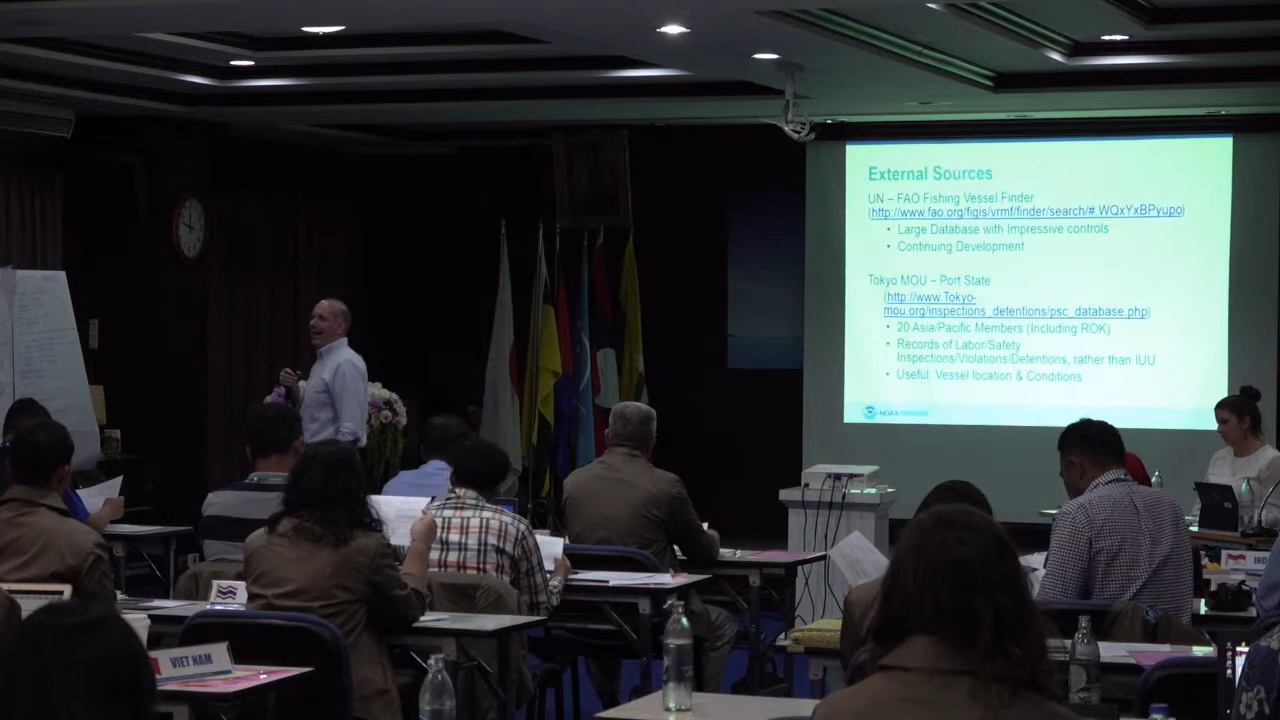 External Sources
UN – FAO Fishing Vessel Finder
(http://www.fao.org/figis/vrmf/finder/search/#.WQxYxBPyupo)
• Large Database with Impressive controls
• Continuing Development
Tokyo MOU – Port State
(http://www.Tokyo-
mou.org/inspections_detentions/psc_database.php)
• 20 Asia/Pacific Members (Including ROK)
• Records of Labor/Safety
Inspections/Violations/Detentions, rather than IUU
• Useful: Vessel location & Conditions
NOAA
VIET NAM
IND